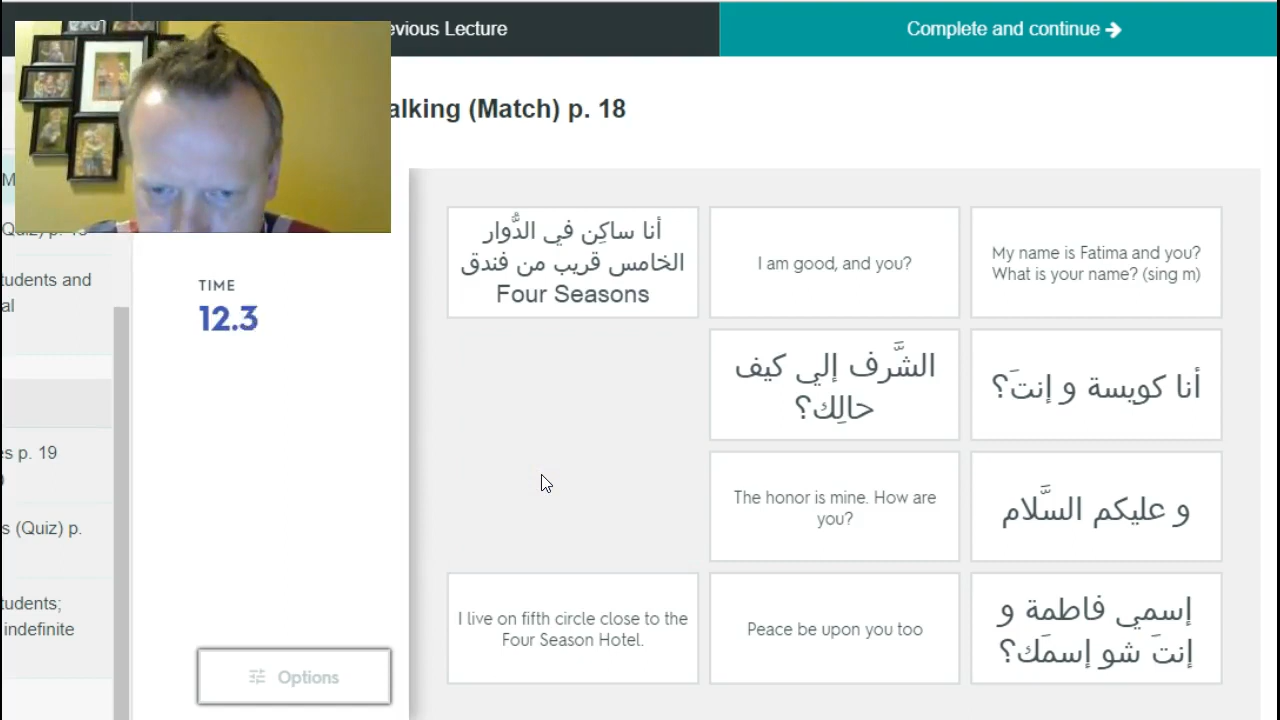 evious Lecture
Complete and continue
alking (Match) p. 18
tudents and
al
es p. 19
s (Quiz) p.
tudents;
indefinite
TIME
12.3
Options
أنا ساكِن في الدُّوار
الخامس قريب من فندق
Four Seasons
I am good, and you?
My name is Fatima and you?
What is your name? (sing m)
الشَّرف إلي كيف
حالِك؟
أنا كويسة و إنتَ؟
The honor is mine. How are
you?
و عليكم السَّلام
I live on fifth circle close to the
Four Season Hotel.
Peace be upon you too
إسمي فاطمة و
إنتَ شو إسمَك؟